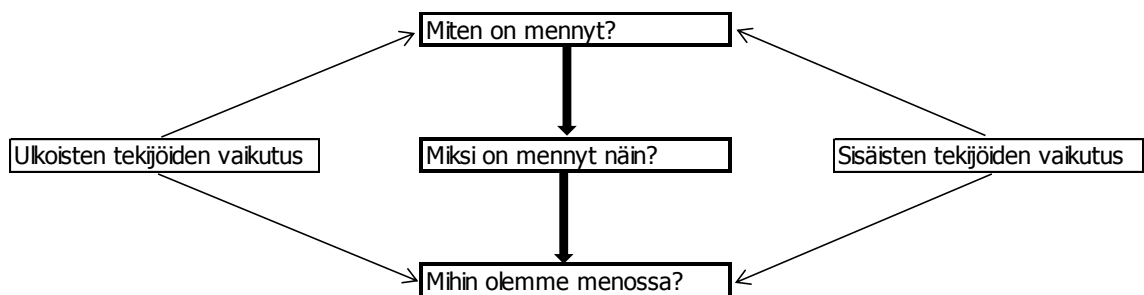 Miten on mennyt?
Ulkoisten tekijöiden vaikutus
Miksi on mennyt näin?
Sisäisten tekijöiden vaikutus
Mihin olemme menossa?